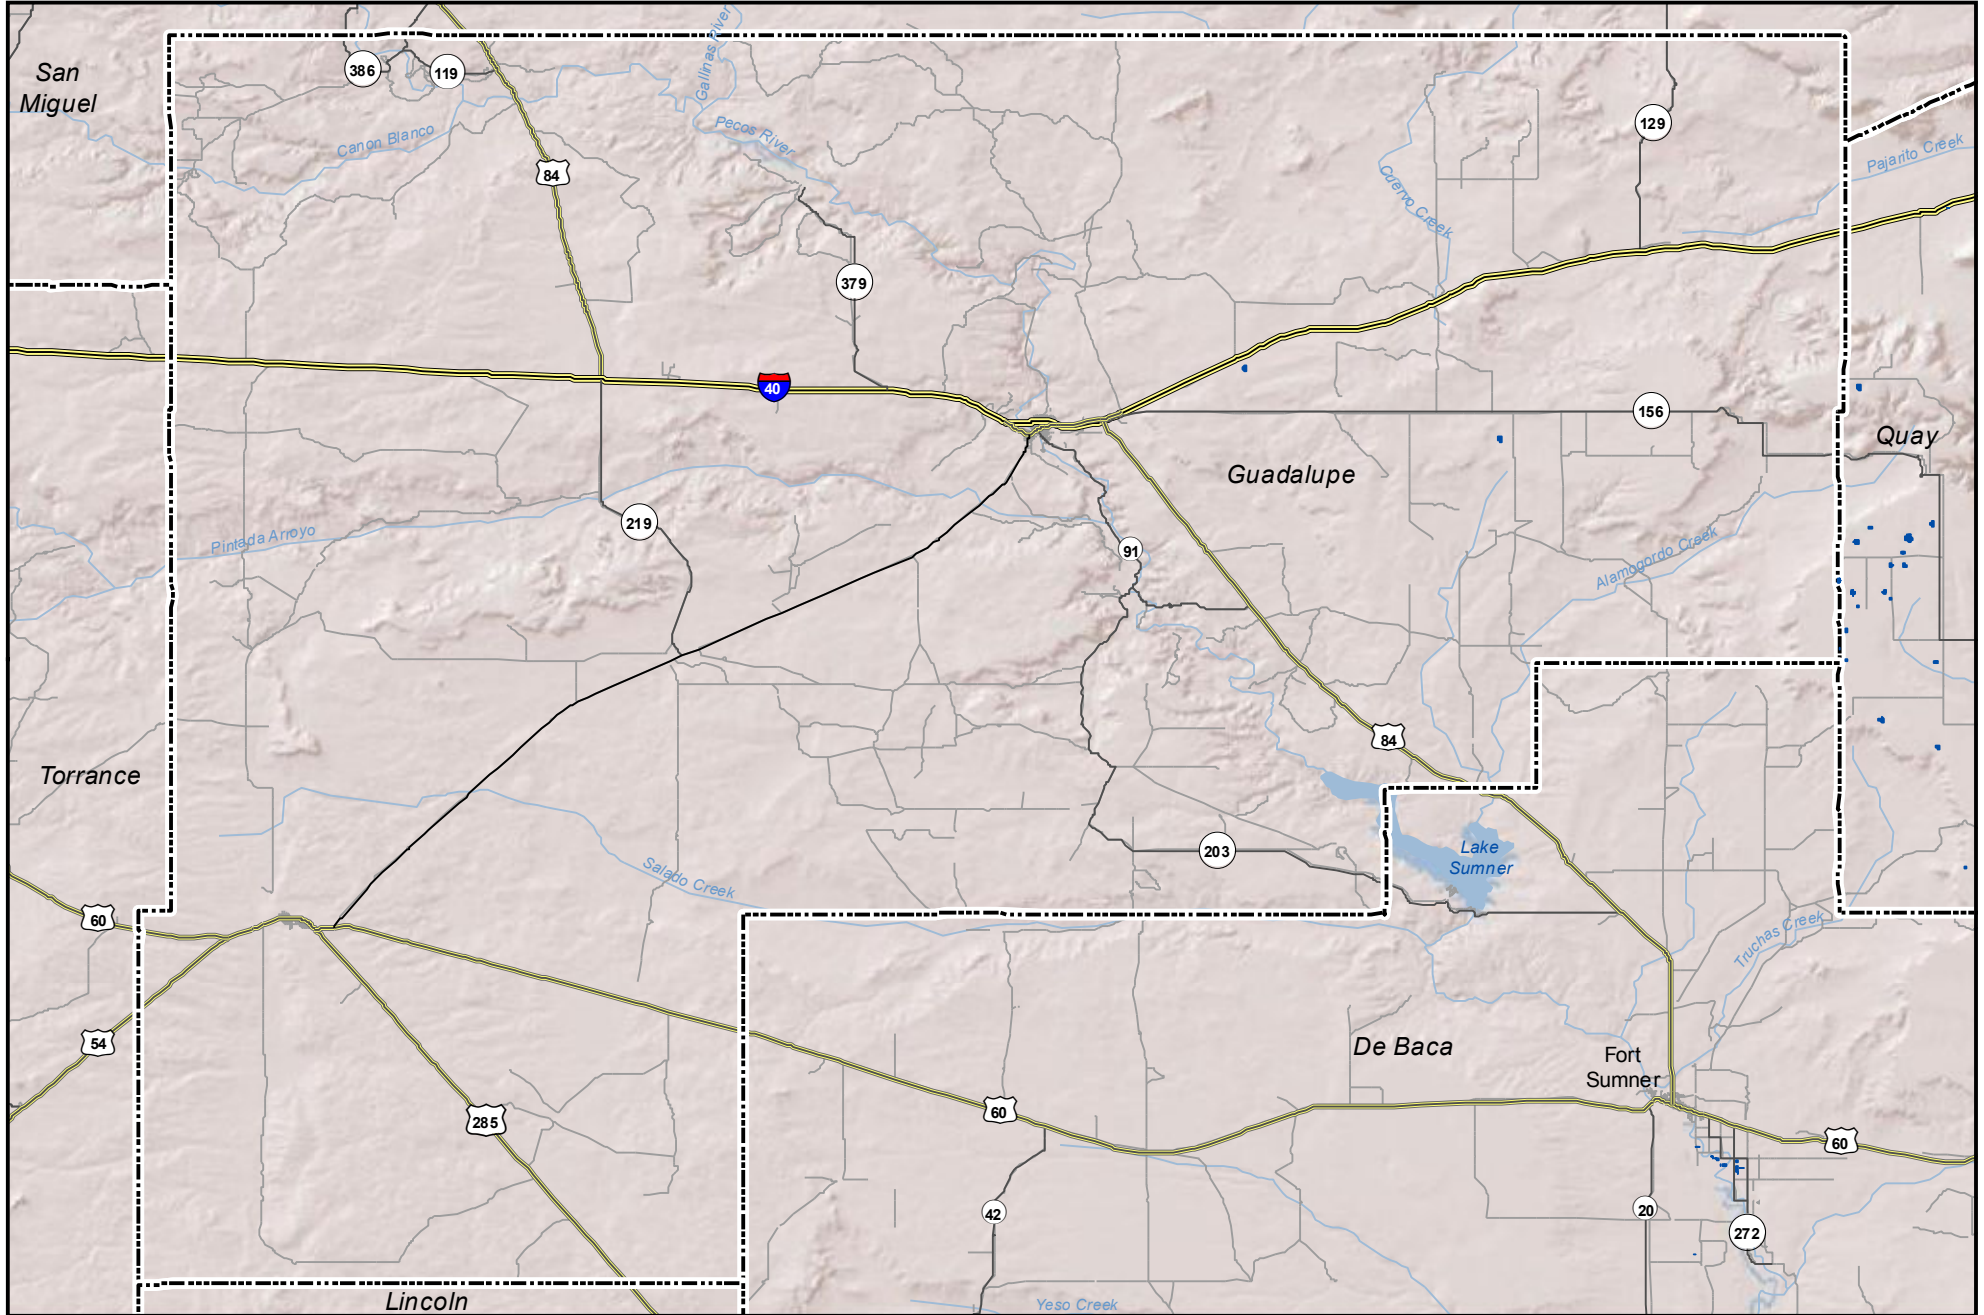 San
Miguel
386
119
Gallinas River
Pecos River
Canon Blanco
84
129
Pajarito Creek
Cuervo Creek
379
40
156
Quay
Guadalupe
219
Pintada Arroyo
91
Alamogordo Creek
84
Torrance
Lake
Sumner
203
Salado Creek
60
Truchas Creek
54
De Baca
Fort
Sumner
285
60
60
42
20
272
Lincoln
Yeso Creek